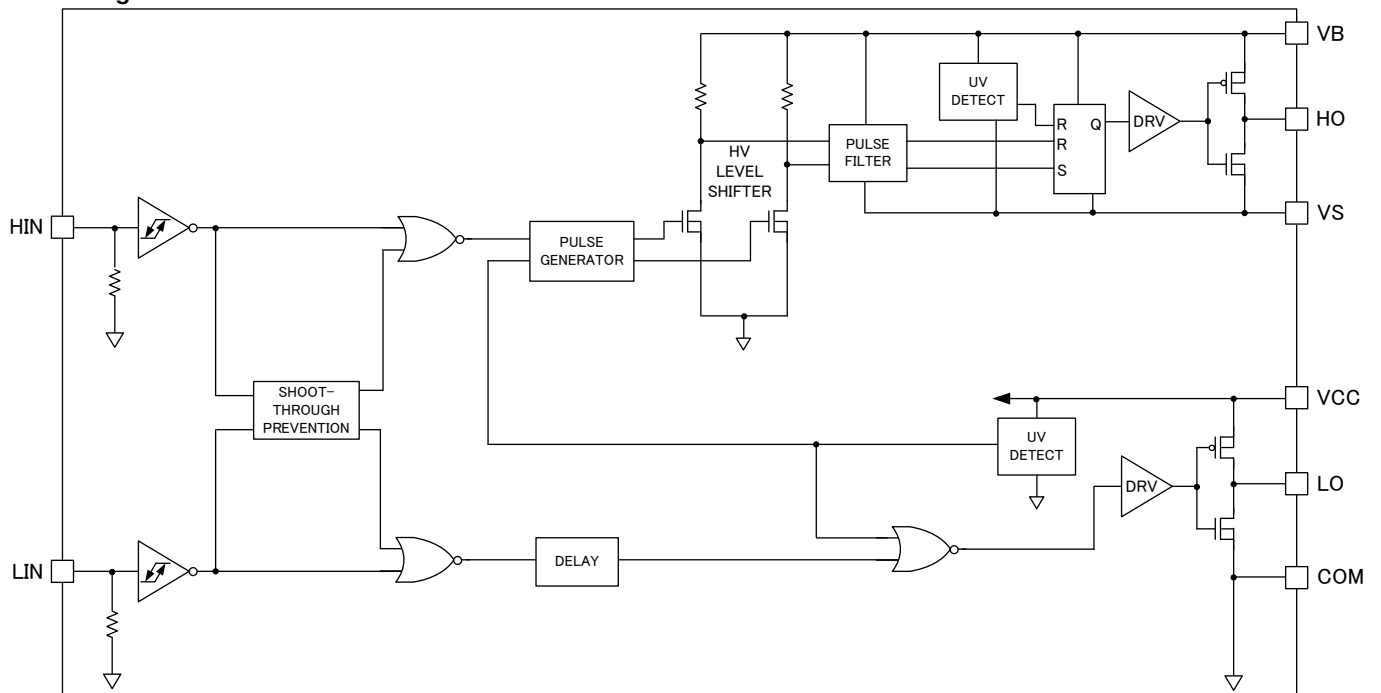 VB
UV
DETECT
R
Q
DRV
HO
R
PULSE
FILTER
HV
LEVEL
SHIFTER
S
VS
HIN
PULSE
GENERATOR
SHOOT-
THROUGH
PREVENTION
VCC
UV
DETECT
DRV
LO
LIN
DELAY
COM